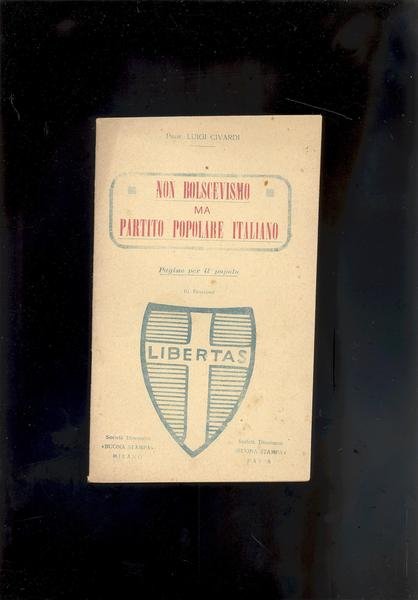 Prof. LUIGI CIVARDI
NON BOLSCEVISMO
MA
PARTITO POPOLARE ITALIANO
Pagine per il popolo
LIBERTAS
Società Diocesana
«BUONA STAMPA»
MILANO
Società Diocesana
«BUONA STAMPA»
PAVIA